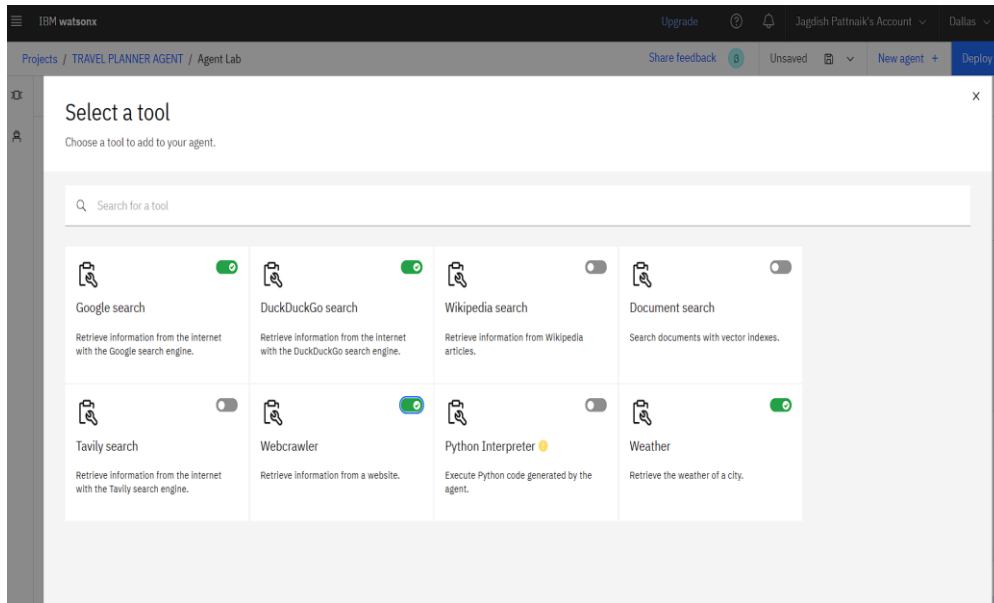 IBM watsonx
Upgrade
Jagdish Pattnaik's Account
Dallas
Projects / TRAVEL PLANNER AGENT / Agent Lab
Share feedback
β
Unsaved
New agent +
Deploy
Select a tool
X
Choose a tool to add to your agent.
Search for a tool
Google search
Retrieve information from the internet
with the Google search engine.
DuckDuckGo search
Retrieve information from the internet
with the DuckDuckGo search engine.
Wikipedia search
Retrieve information from Wikipedia
articles.
Document search
Search documents with vector indexes.
Tavily search
Retrieve information from the internet
with the Tavily search engine.
Webcrawler
Retrieve information from a website.
Python Interpreter
Execute Python code generated by the
agent.
Weather
Retrieve the weather of a city.